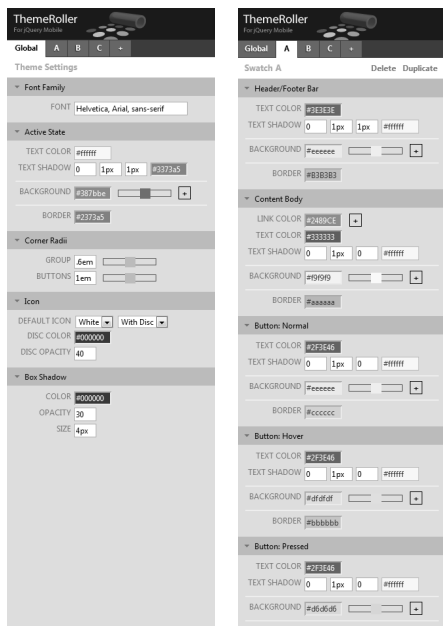 ThemeRoller
For jQuery Mobile
Global A B C +
Theme Settings
Font Family
FONT Helvetica, Arial, sans-serif
Active State
TEXT COLOR #ffffff
TEXT SHADOW 0 1px 1px #3373a5
BACKGROUND #387bbe +
BORDER #2373a5
Corner Radii
GROUP .6em
BUTTONS 1em
Icon
DEFAULT ICON White With Disc
DISC COLOR #000000
DISC OPACITY 40
Box Shadow
COLOR #000000
OPACITY 30
SIZE 4px
ThemeRoller
For jQuery Mobile
Global A B C +
Swatch A Delete Duplicate
Header/Footer Bar
TEXT COLOR #3E3E3E
TEXT SHADOW 0 1px 1px #ffffff
BACKGROUND #eeeeee +
BORDER #B3B3B3
Content Body
LINK COLOR #2489CE +
TEXT COLOR #333333
TEXT SHADOW 0 1px 0 #ffffff
BACKGROUND #f9f9f9 +
BORDER #aaaaaa
Button: Normal
TEXT COLOR #2F3E46
TEXT SHADOW 0 1px 0 #ffffff
BACKGROUND #eeeeee +
BORDER #cccccc
Button: Hover
TEXT COLOR #2F3E46
TEXT SHADOW 0 1px 0 #ffffff
BACKGROUND #dfdfdf +
BORDER #bbbbbb
Button: Pressed
TEXT COLOR #2F3E46
TEXT SHADOW 0 1px 0 #ffffff
BACKGROUND #d6d6d6 +